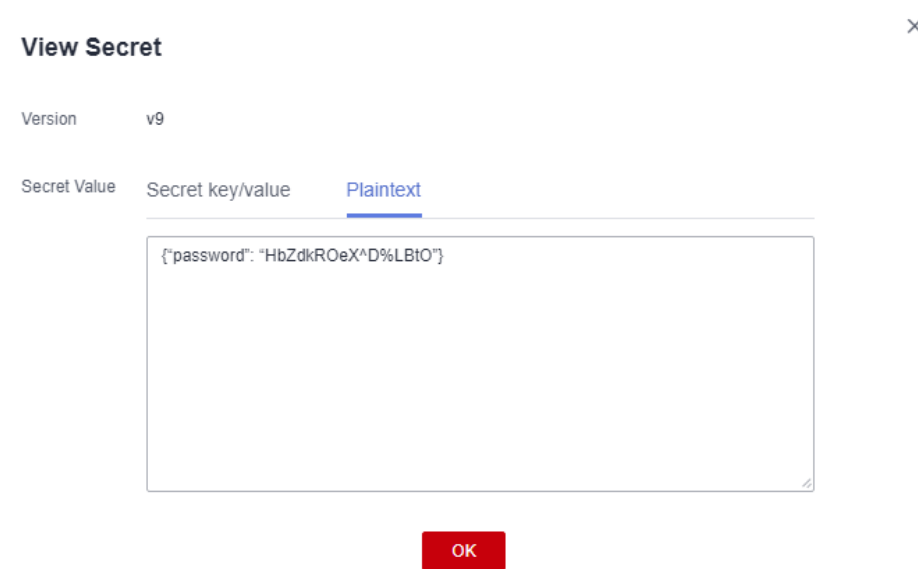 View Secret
Version v9
Secret Value Secret key/value Plaintext
{“password”: “HbZdkROeX^D%LBtO”}
OK